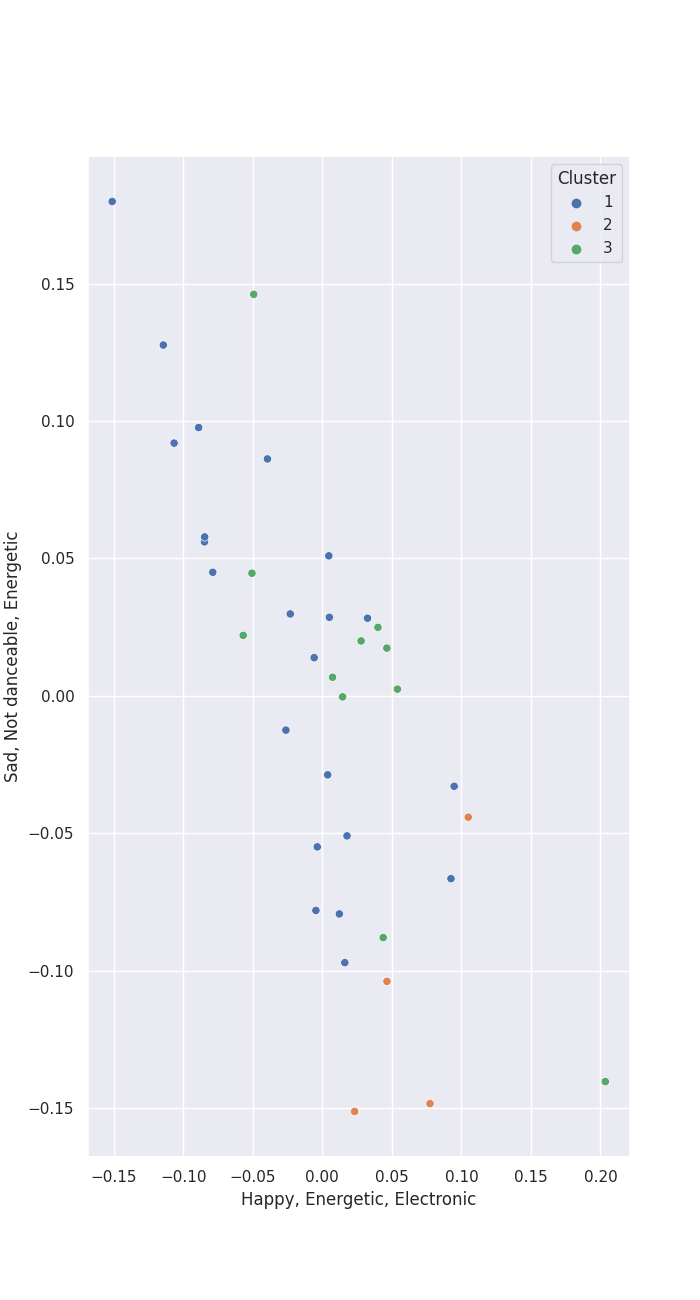 Cluster
1
2
3
0.15
0.10
0.05
0.00
−0.05
−0.10
−0.15
Sad, Not danceable, Energetic
−0.15 −0.10 −0.05 0.00 0.05 0.10 0.15 0.20
Happy, Energetic, Electronic